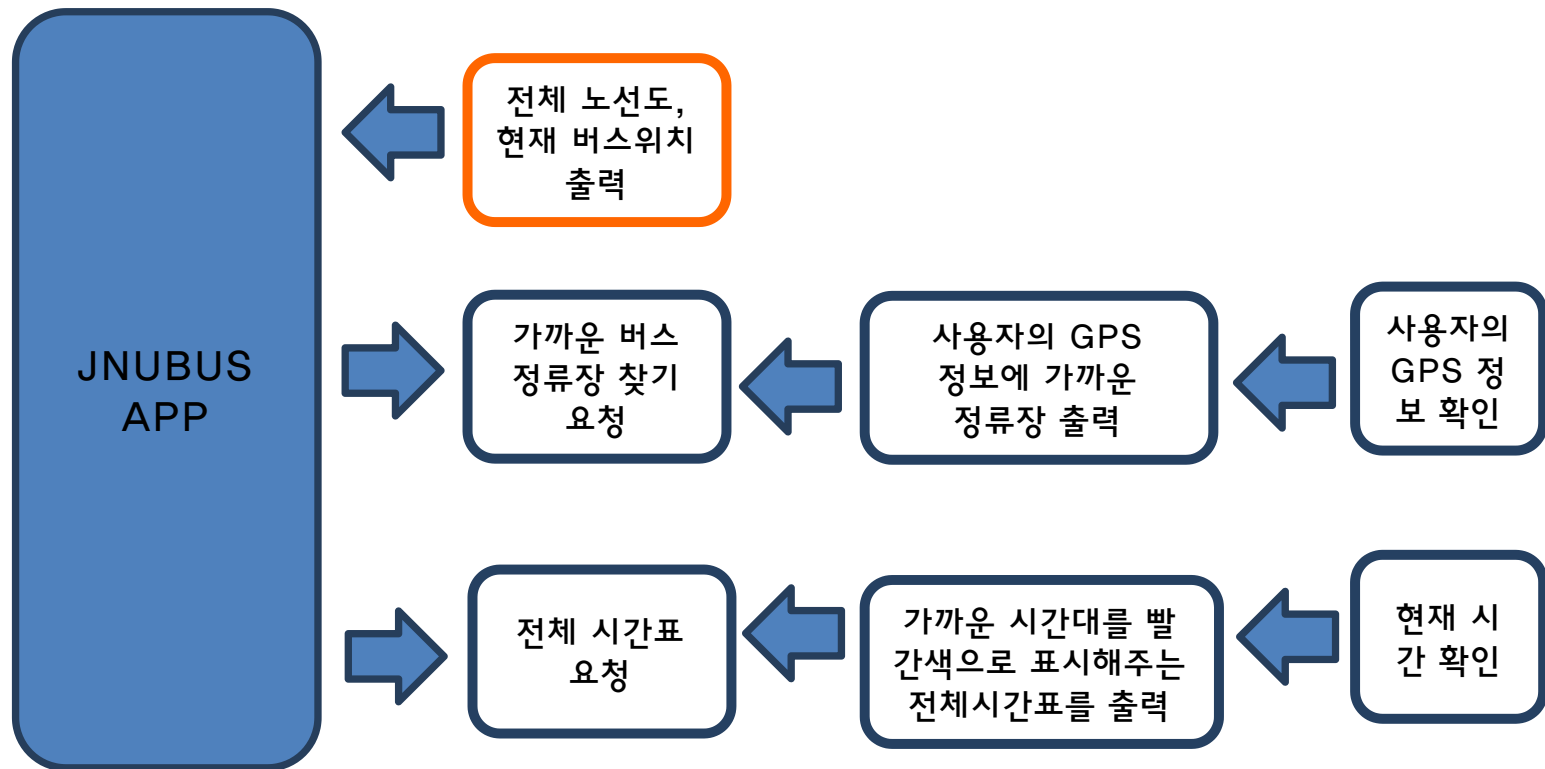 JNUBUS
APP
전체 노선도,
현재 버스위치
출력
가까운 버스
정류장 찾기
요청
사용자의 GPS
정보에 가까운
정류장 출력
사용자의
GPS 정
보 확인
전체 시간표
요청
가까운 시간대를 빨
간색으로 표시해주는
전체시간표를 출력
현재 시
간 확인